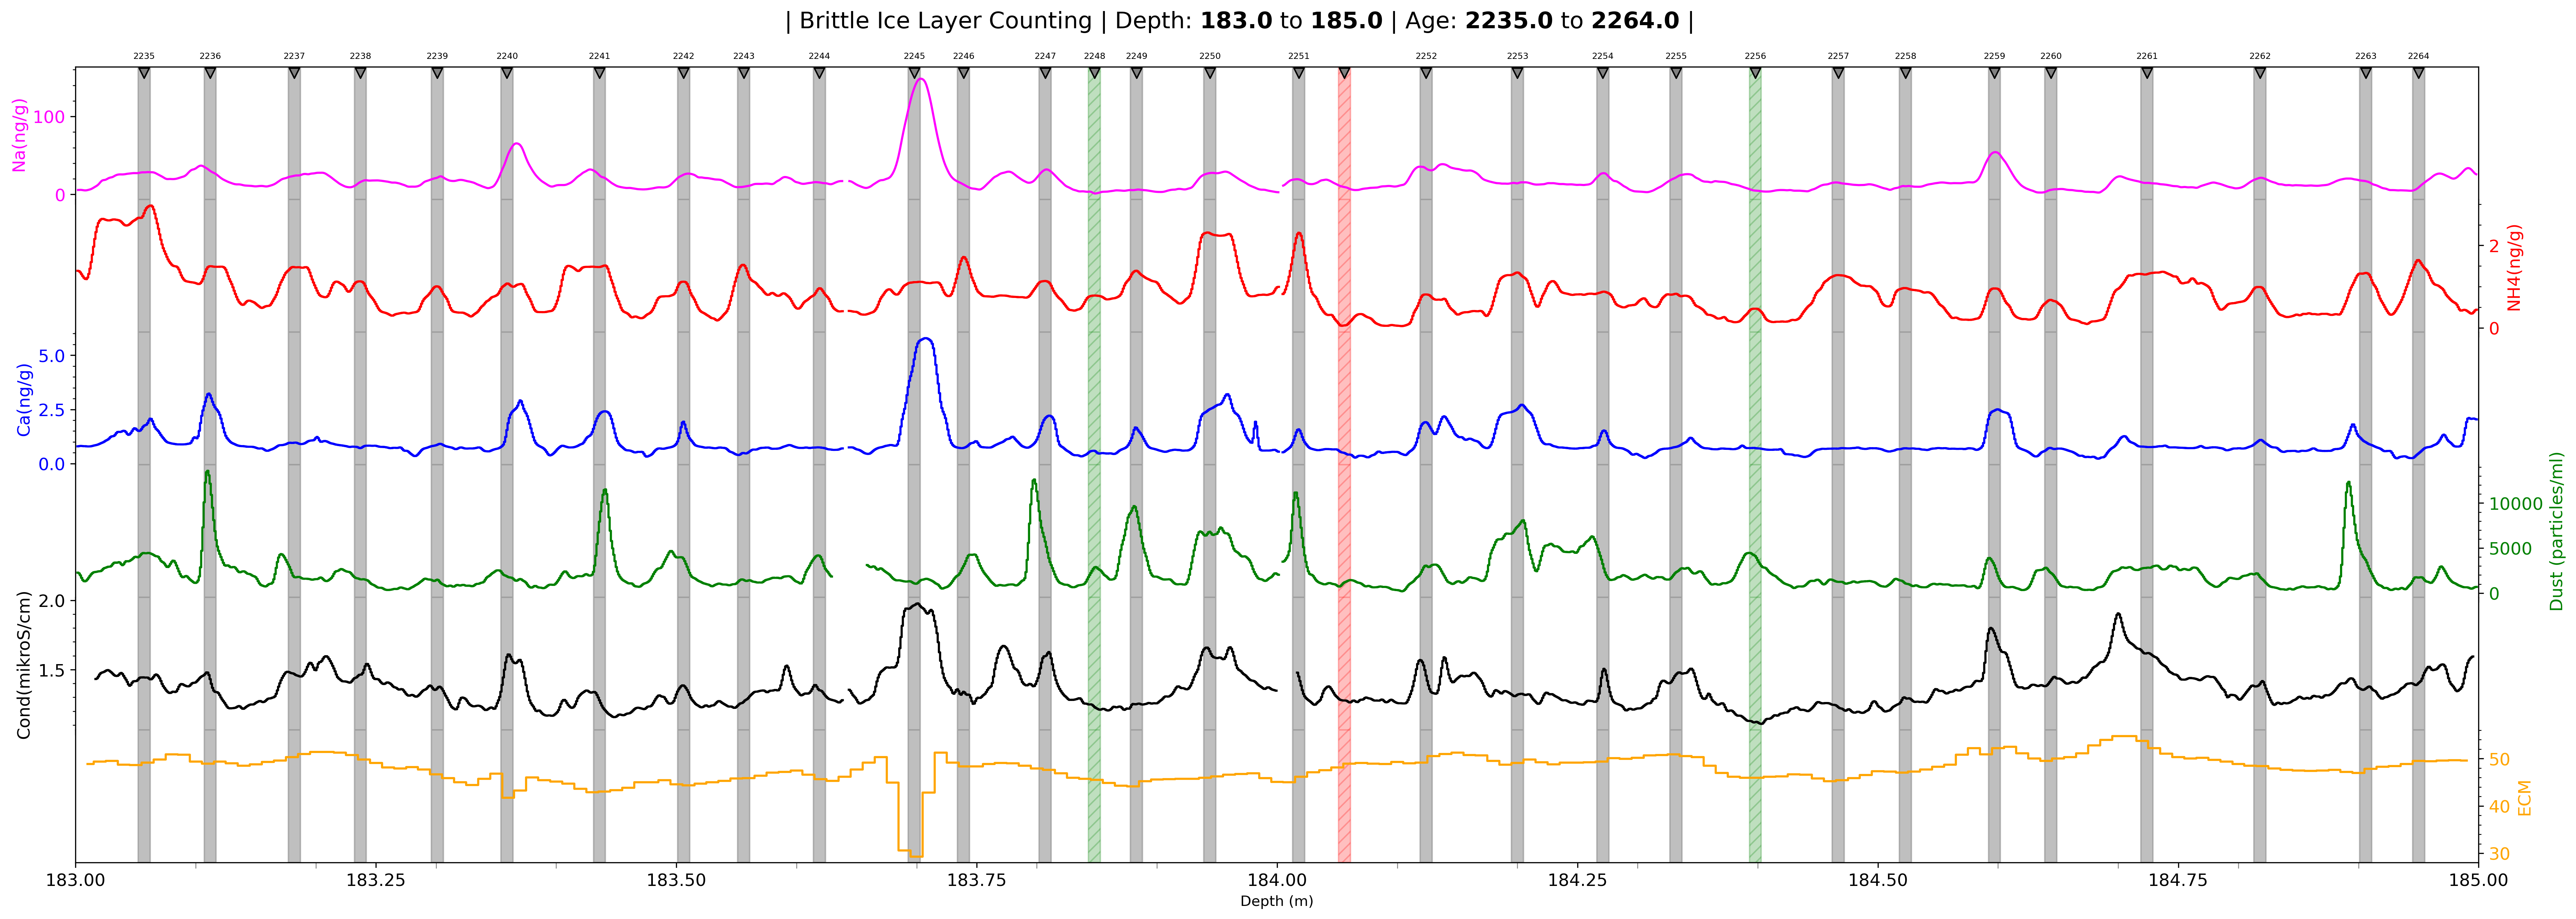 | Brittle Ice Layer Counting | Depth: 183.0 to 185.0 | Age: 2235.0 to 2264.0 |
2235 2236 2237 2238 2239 2240 2241 2242 2243 2244 2245 2246 2247 2248 2249 2250 2251 2252 2253 2254 2255 2256 2257 2258 2259 2260 2261 2262 2263 2264
Na(ng/g)
100
0
NH4(ng/g)
2
0
Ca(ng/g)
5.0
2.5
0.0
Dust (particles/ml)
10000
5000
0
Cond(mikroS/cm)
2.0
1.5
ECM
50
40
30
183.00 183.25 183.50 183.75 184.00 184.25 184.50 184.75 185.00
Depth (m)